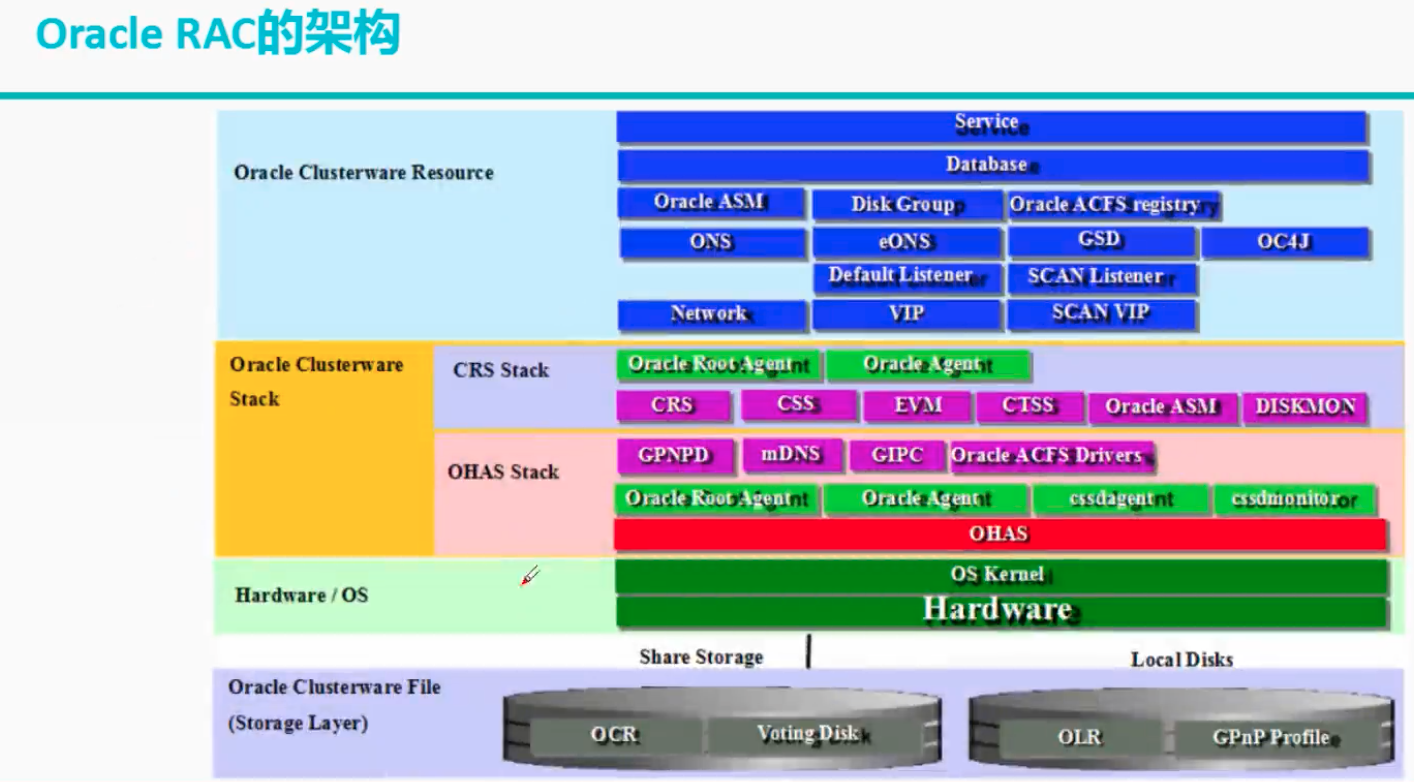 Oracle RAC的架构
Service
Oracle Clusterware Resource
Database
Oracle ASM Disk Group Oracle ACFS registry
ONS eONS GSD OC4J
Default Listener SCAN Listener
Network VIP SCAN VIP
Oracle Clusterware
Stack
CRS Stack
Oracle Root Agent Oracle Agent
CRS CSS EVM CTSS Oracle ASM DISKMON
OHAS Stack
GPNPD mDNS GIPC Oracle ACFS Drivers
Oracle Root Agent Oracle Agent cssdagent cssdmonitor
OHAS
Hardware / OS
OS Kernel
Hardware
Share Storage Local Disks
Oracle Clusterware File
(Storage Layer)
OCR Voting Disk OLR GPnP Profile